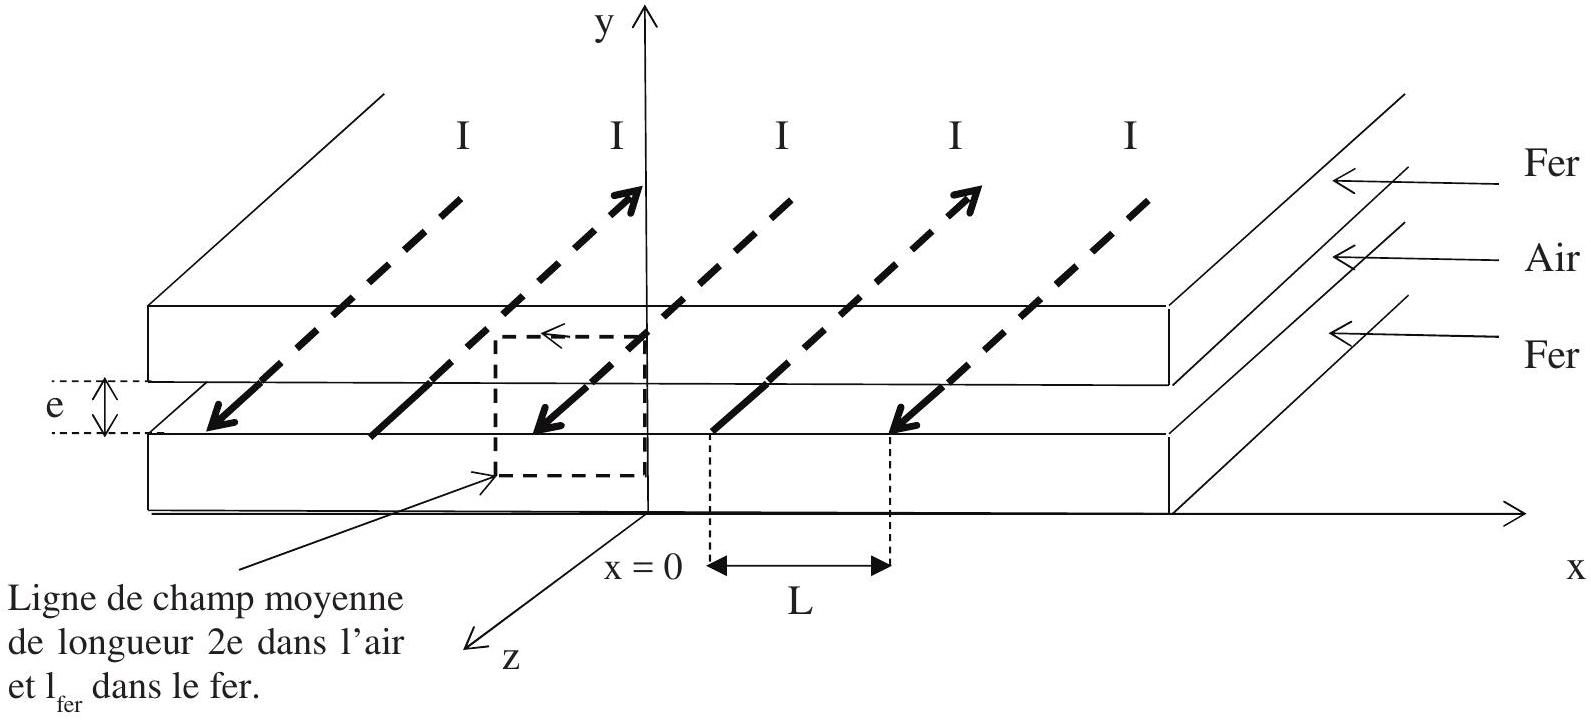 y
I I I I I
Fer
Air
Fer
e
x = 0
x
L
z
Ligne de champ moyenne
de longueur 2e dans l’air
et l_fer dans le fer.